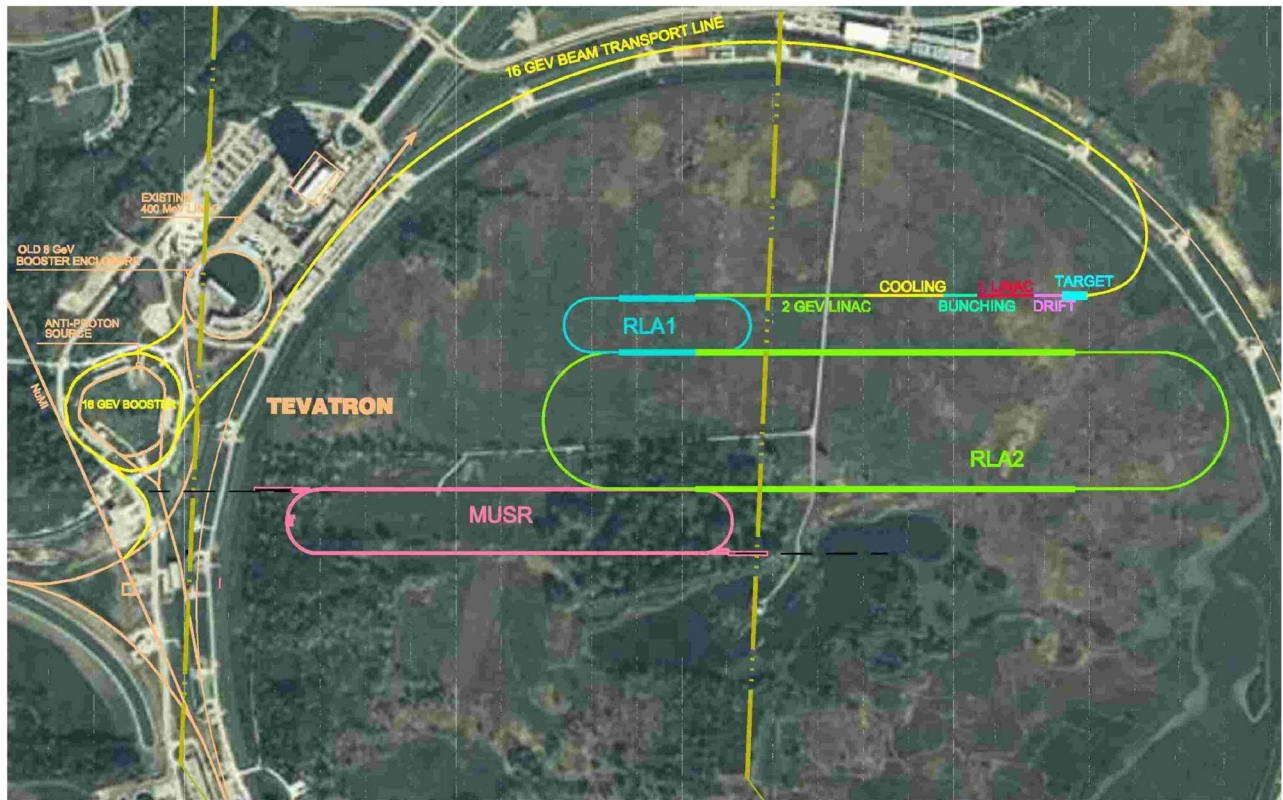 16 GEV BEAM TRANSPORT LINE
EXISTING
400 MeV LINAC
OLD 8 GeV
BOOSTER ENCLOSURE
ANTI-PROTON
SOURCE
NuMI
16 GEV BOOSTER
TEVATRON
COOLING
TARGET
2 GEV LINAC
BUNCHING
DRIFT
RLA1
RLA2
MUSR